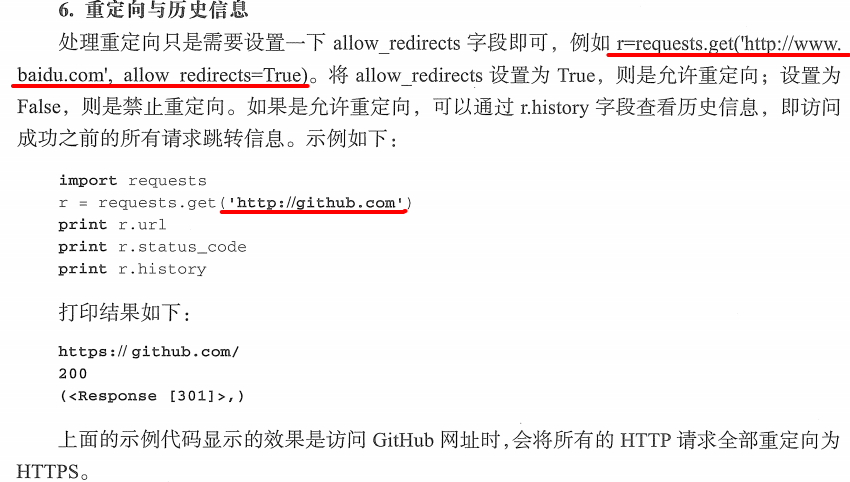 6. 重定向与历史信息
处理重定向只是需要设置一下 allow_redirects 字段即可，例如 r=requests.get('http://www.
baidu.com', allow_redirects=True)。将 allow_redirects 设置为 True，则是允许重定向；设置为
False，则是禁止重定向。如果是允许重定向，可以通过 r.history 字段查看历史信息，即访问
成功之前的所有请求跳转信息。示例如下：
import requests
r = requests.get('http://github.com')
print r.url
print r.status_code
print r.history
打印结果如下：
https://github.com/
200
(<Response [301]>,)
上面的示例代码显示的效果是访问 GitHub 网址时，会将所有的 HTTP 请求全部重定向为
HTTPS。